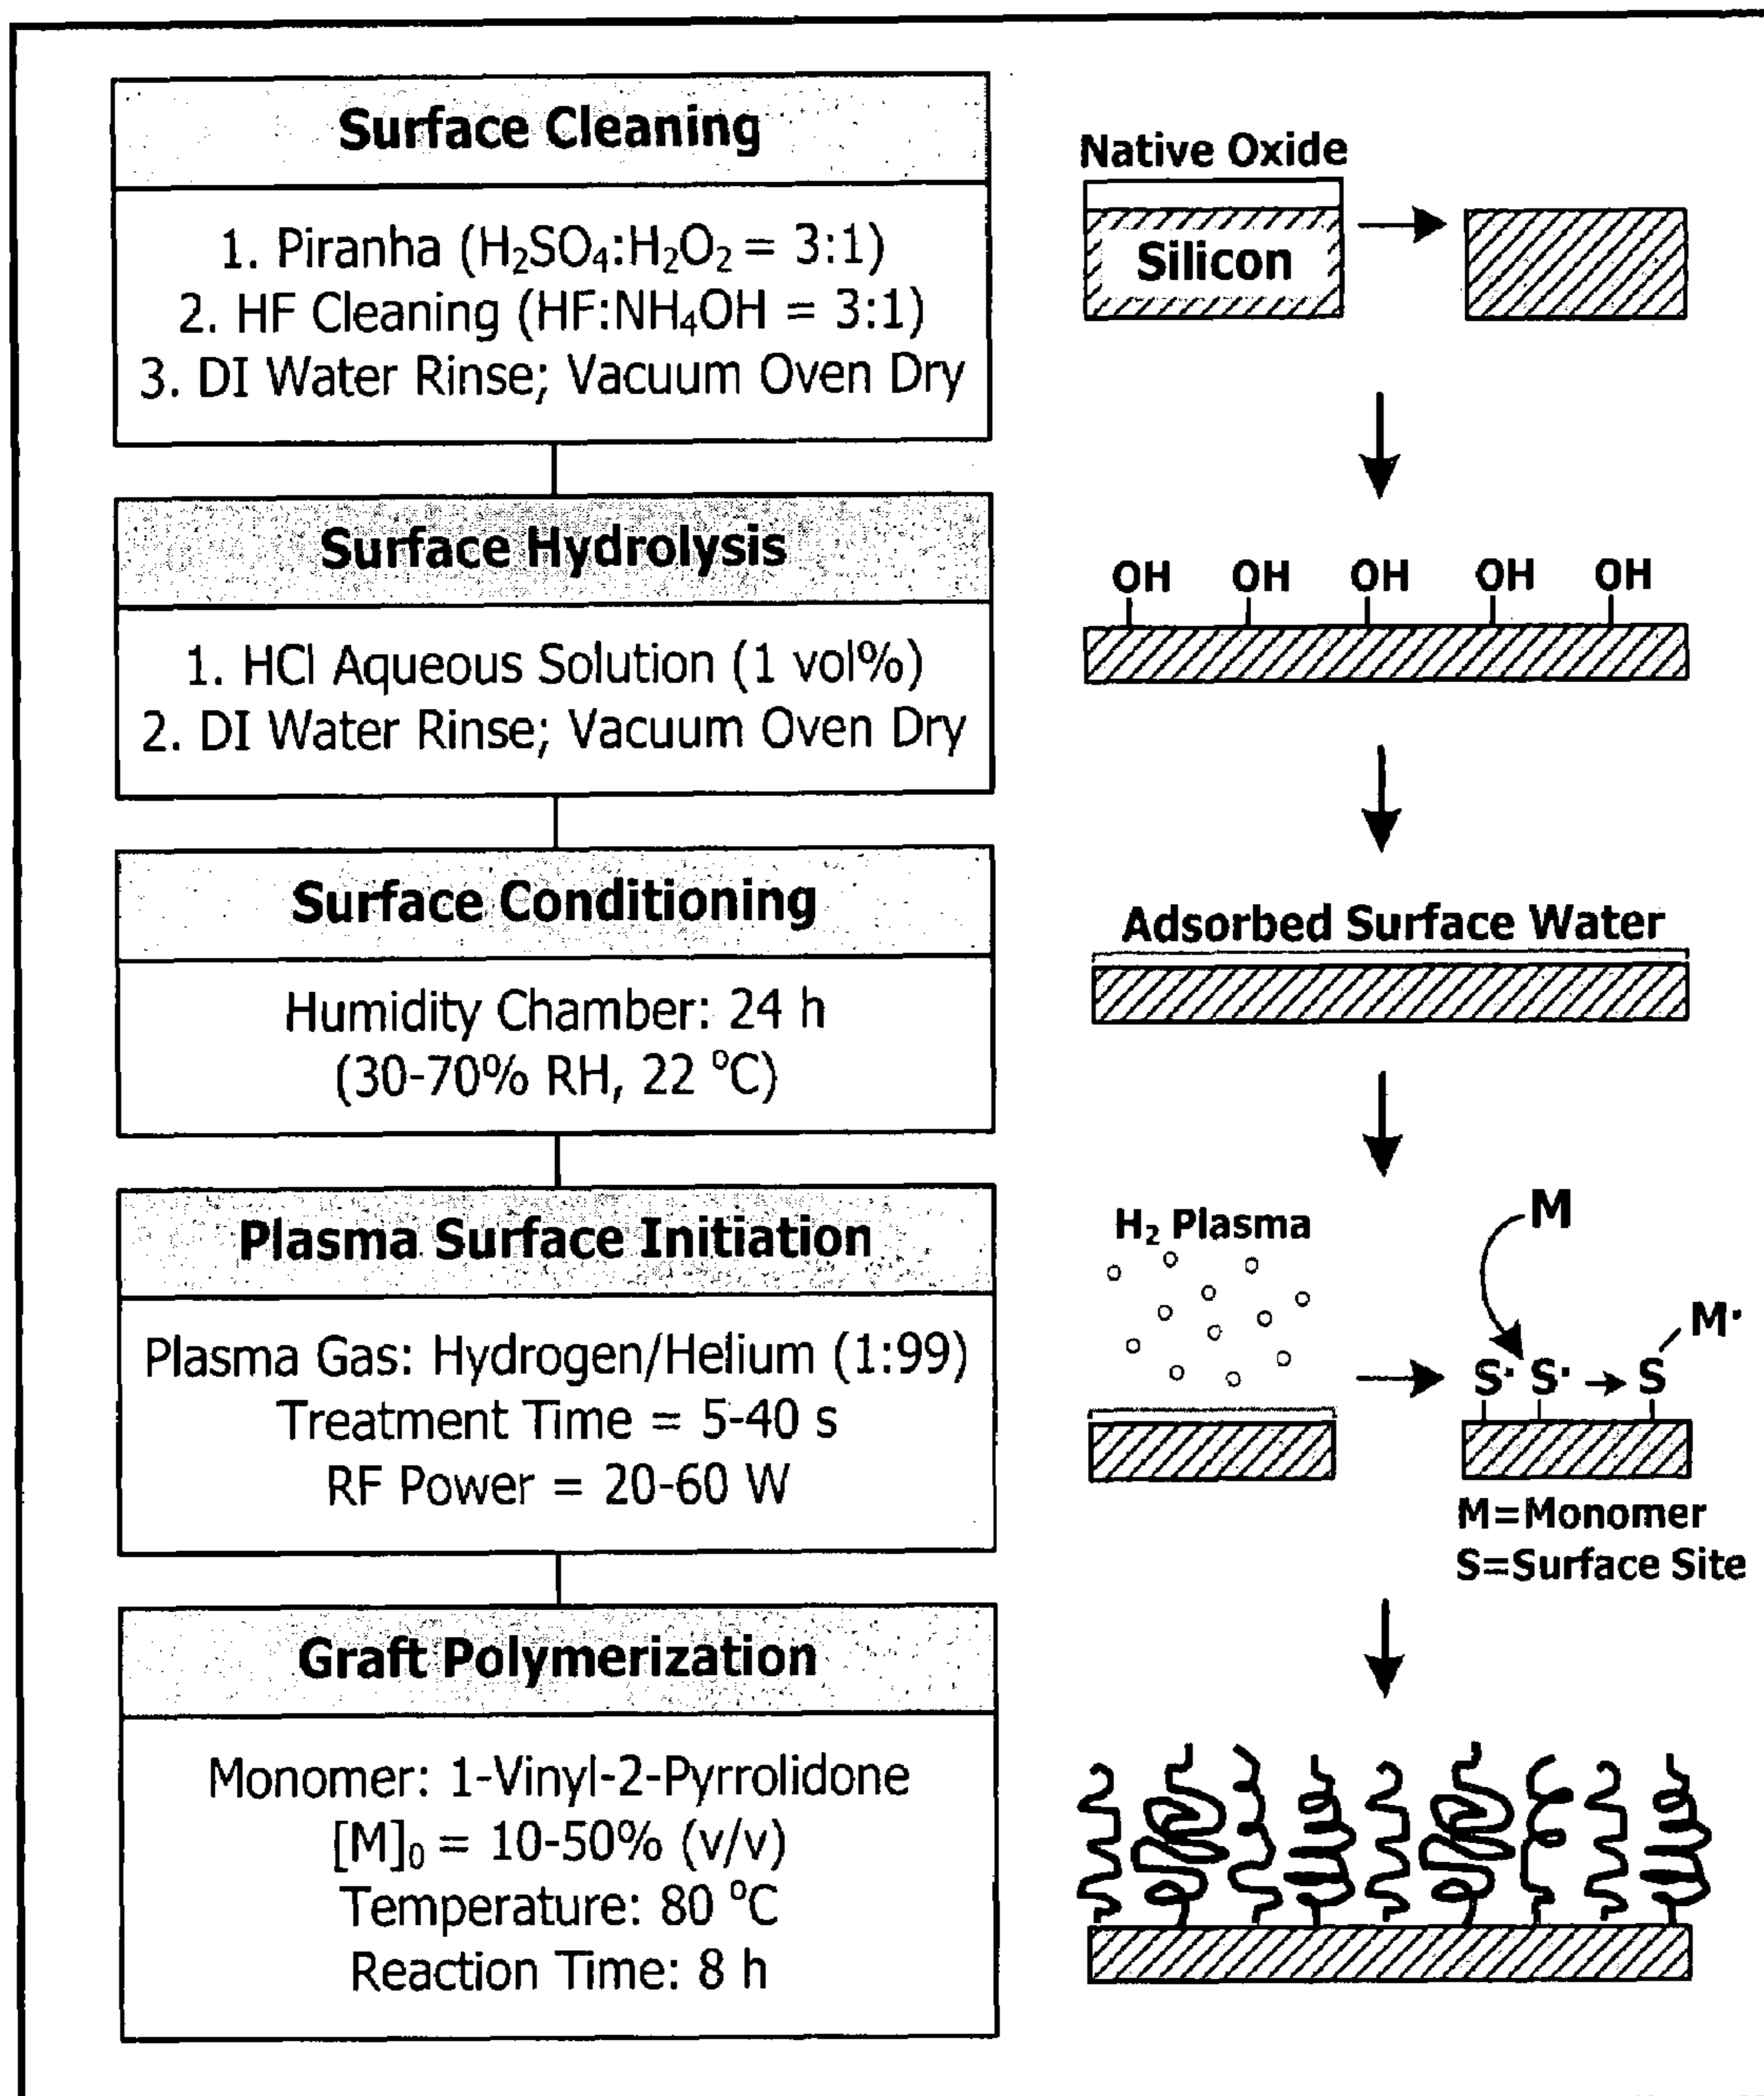 Surface Cleaning
1. Piranha (H₂SO₄:H₂O₂ = 3:1)
2. HF Cleaning (HF:NH₄OH = 3:1)
3. DI Water Rinse; Vacuum Oven Dry
Native Oxide
Silicon
Surface Hydrolysis
1. HCl Aqueous Solution (1 vol%)
2. DI Water Rinse; Vacuum Oven Dry
OH OH OH OH OH
Surface Conditioning
Humidity Chamber: 24 h
(30-70% RH, 22 °C)
Adsorbed Surface Water
Plasma Surface Initiation
Plasma Gas: Hydrogen/Helium (1:99)
Treatment Time = 5-40 s
RF Power = 20-60 W
H₂ Plasma
M
M·
S· S· S
M=Monomer
S=Surface Site
Graft Polymerization
Monomer: 1-Vinyl-2-Pyrrolidone
[M]₀ = 10-50% (v/v)
Temperature: 80 °C
Reaction Time: 8 h